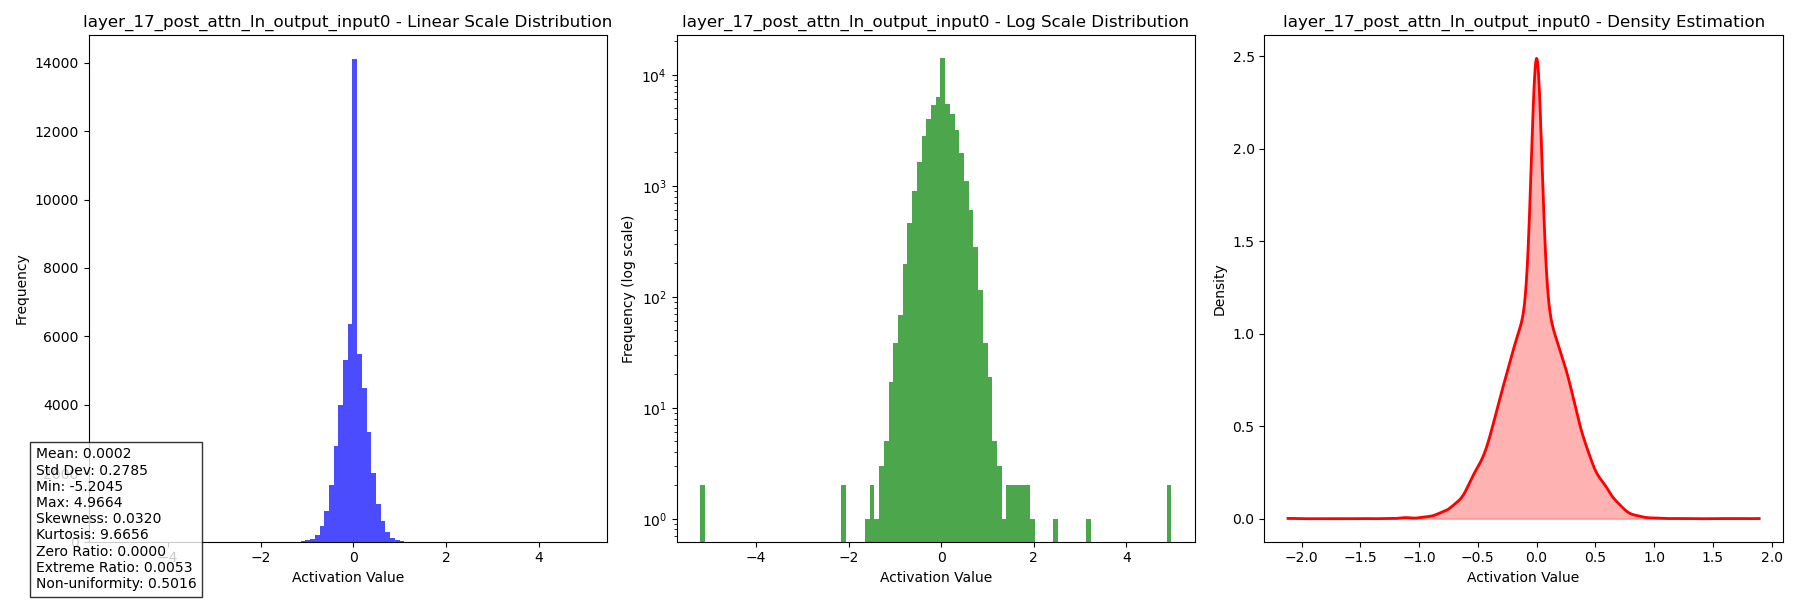 layer_17_post_attn_ln_output_input0 - Linear Scale Distribution
14000
12000
10000
8000
6000
4000
2000
0
Frequency
−4
−2
0
2
4
Activation Value
Mean: 0.0002
Std Dev: 0.2785
Min: -5.2045
Max: 4.9664
Skewness: 0.0320
Kurtosis: 9.6656
Zero Ratio: 0.0000
Extreme Ratio: 0.0053
Non-uniformity: 0.5016
layer_17_post_attn_ln_output_input0 - Log Scale Distribution
10⁴
10³
10²
10¹
10⁰
Frequency (log scale)
−4
−2
0
2
4
Activation Value
layer_17_post_attn_ln_output_input0 - Density Estimation
2.5
2.0
1.5
1.0
0.5
0.0
Density
−2.0
−1.5
−1.0
−0.5
0.0
0.5
1.0
1.5
2.0
Activation Value